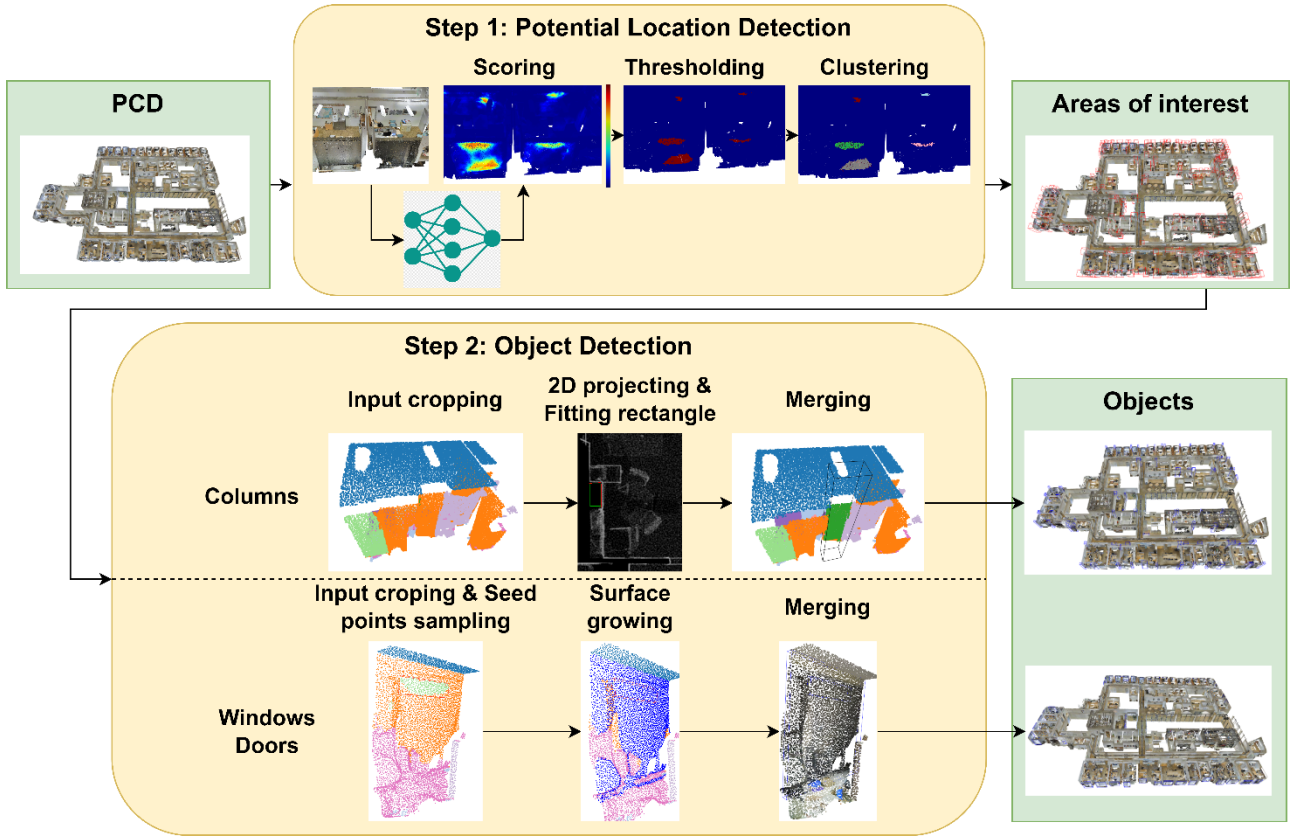 Step 1: Potential Location Detection
PCD
Scoring
Thresholding
Clustering
Areas of interest
Step 2: Object Detection
Input cropping
2D projecting &
Fitting rectangle
Merging
Objects
Columns
Input croping & Seed
points sampling
Surface
growing
Merging
Windows
Doors